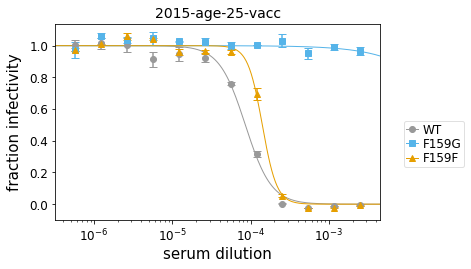 2015-age-25-vacc
fraction infectivity
1.0
0.8
0.6
0.4
0.2
0.0
10⁻⁶
10⁻⁵
10⁻⁴
10⁻³
serum dilution
WT
F159G
F159F